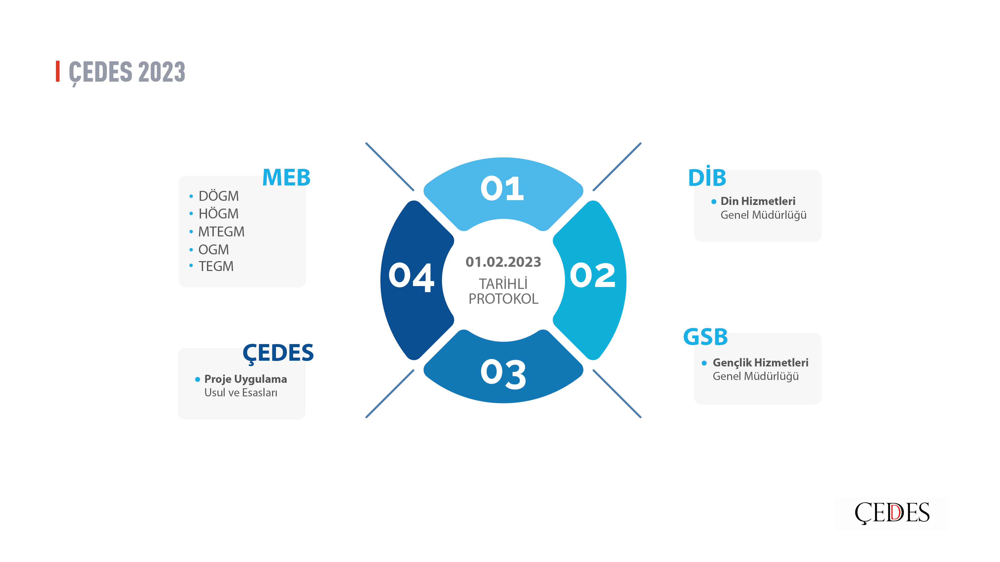 ÇEDES 2023
MEB
• DÖGM
• HÖGM
• MTEGM
• OGM
• TEGM
ÇEDES
• Proje Uygulama
Usul ve Esasları
01
02
03
04
01.02.2023
TARİHLİ
PROTOKOL
DİB
• Din Hizmetleri
Genel Müdürlüğü
GSB
• Gençlik Hizmetleri
Genel Müdürlüğü
ÇEDES